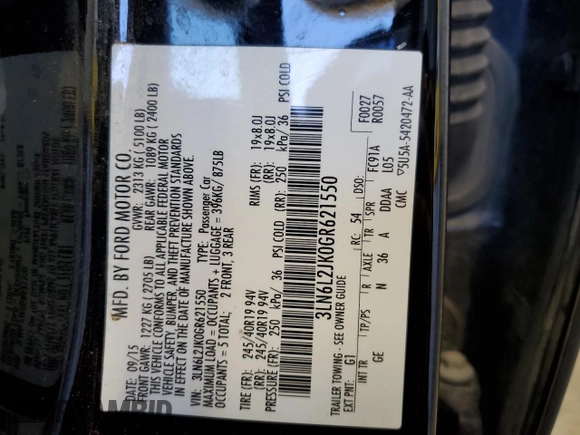 MFD. BY FORD MOTOR CO.
DATE: 09/15 GVWR: 2313 KG ( 5100 LB)
FRONT GAWR: 1227 KG ( 2705 LB) REAR GAWR: 1089 KG ( 2400 LB)
THIS VEHICLE CONFORMS TO ALL APPLICABLE FEDERAL MOTOR
VEHICLE SAFETY, BUMPER, AND THEFT PREVENTION STANDARDS
IN EFFECT ON THE DATE OF MANUFACTURE SHOWN ABOVE.
VIN: 3LN6L2JK0GR621550 TYPE: Passenger Car
MAXIMUM LOAD = OCCUPANTS + LUGGAGE = 396KG/ 875LB
OCCUPANTS = 5 TOTAL: 2 FRONT, 3 REAR
TIRE (FR): 245/40R19 94V RIMS (FR): 19x8.0J
(RR): 245/40R19 94V (RR): 19x8.0J
PRESSURE (FR): 250 kPa/ 36 PSI COLD (RR): 250 kPa/ 36 PSI COLD
3LN6L2JK0GR621550
TRAILER TOWING - SEE OWNER GUIDE
EXT PNT: G1 RC: 54 DSO: F0027
R0057
INT TR TP/PS R AXLE TR SPR FC91A
GE N 36 A DDAA L05
CMC 5U5A-5420472-AA